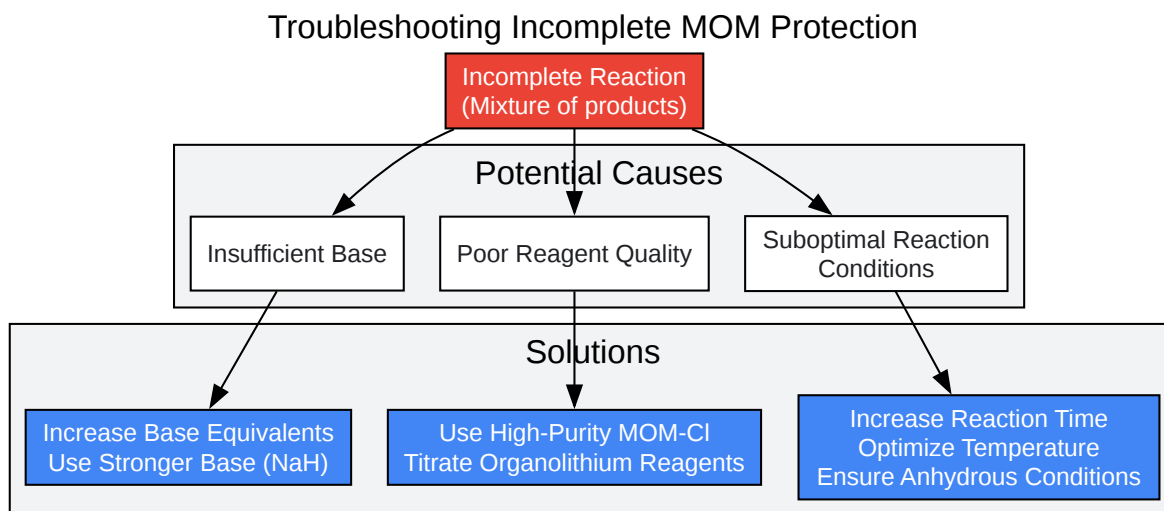 Troubleshooting Incomplete MOM Protection
Incomplete Reaction
(Mixture of products)
Potential Causes
Insufficient Base
Poor Reagent Quality
Suboptimal Reaction
Conditions
Solutions
Increase Base Equivalents
Use Stronger Base (NaH)
Use High-Purity MOM-Cl
Titrate Organolithium Reagents
Increase Reaction Time
Optimize Temperature
Ensure Anhydrous Conditions